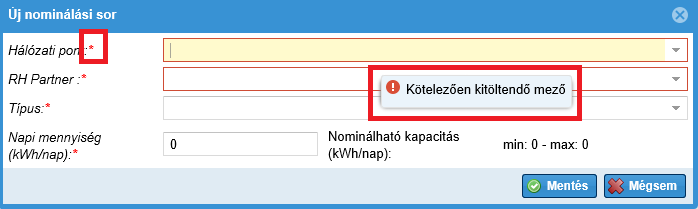 Új nominálási sor
Hálózati pont:*
RH Partner :*
Kötelezően kitöltendő mező
Típus:*
Napi mennyiség
(kWh/nap):*
0
Nominálható kapacitás
(kWh/nap):
min: 0 - max: 0
Mentés
Mégsem